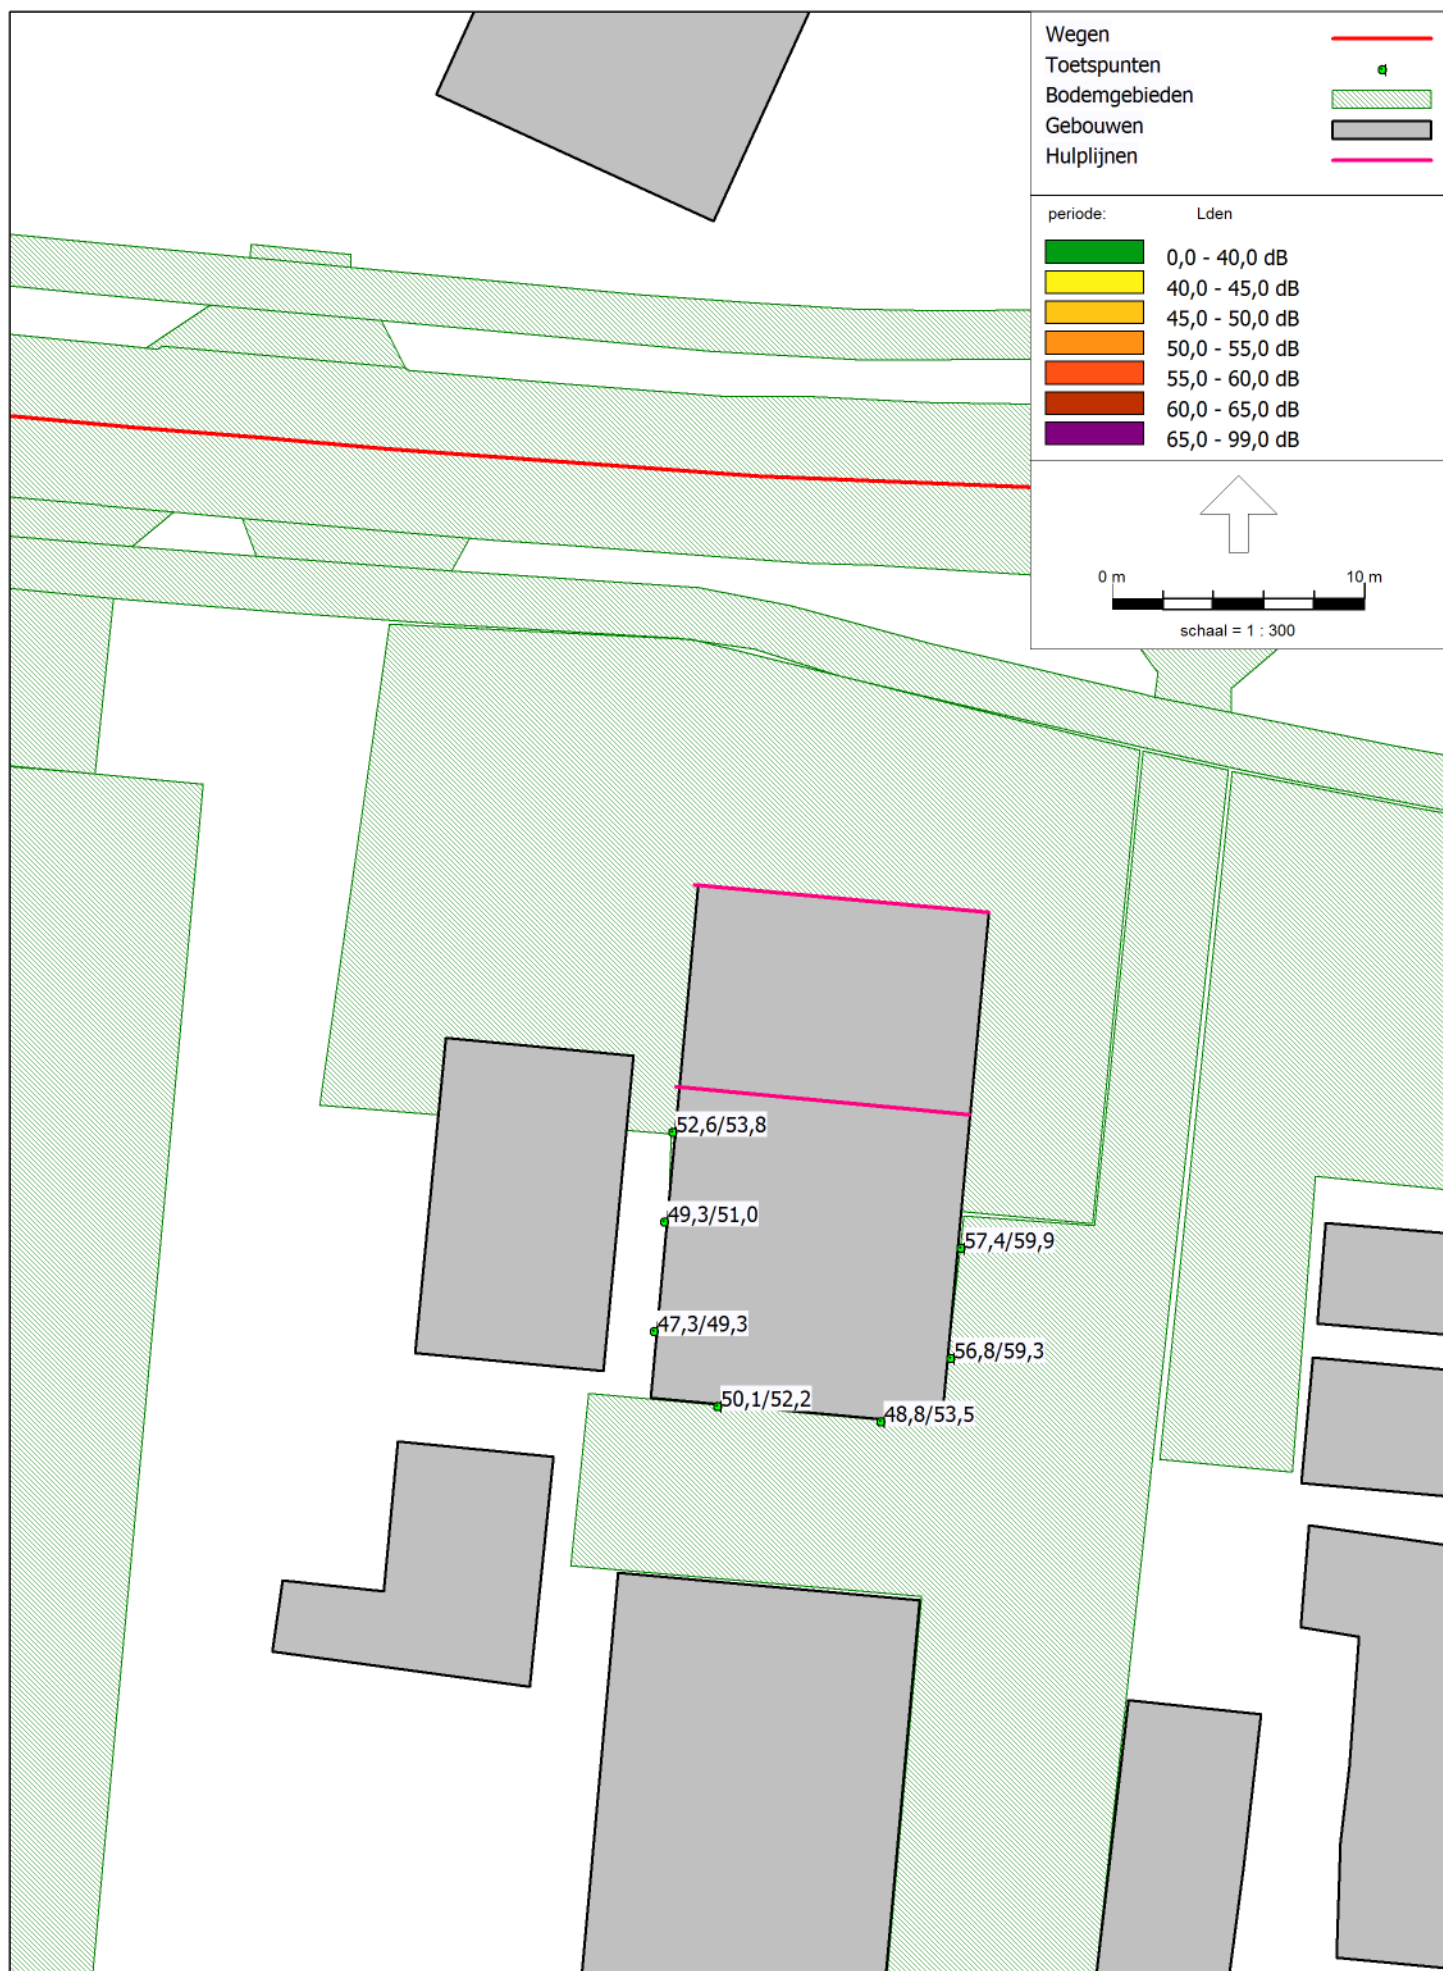 Wegen
Toetspunten
Bodemgebieden
Gebouwen
Hulplijnen
periode: Lden
0,0 - 40,0 dB
40,0 - 45,0 dB
45,0 - 50,0 dB
50,0 - 55,0 dB
55,0 - 60,0 dB
60,0 - 65,0 dB
65,0 - 99,0 dB
0 m 10 m
schaal = 1 : 300
52,6/53,8
49,3/51,0
57,4/59,9
47,3/49,3
56,8/59,3
50,1/52,2
48,8/53,5